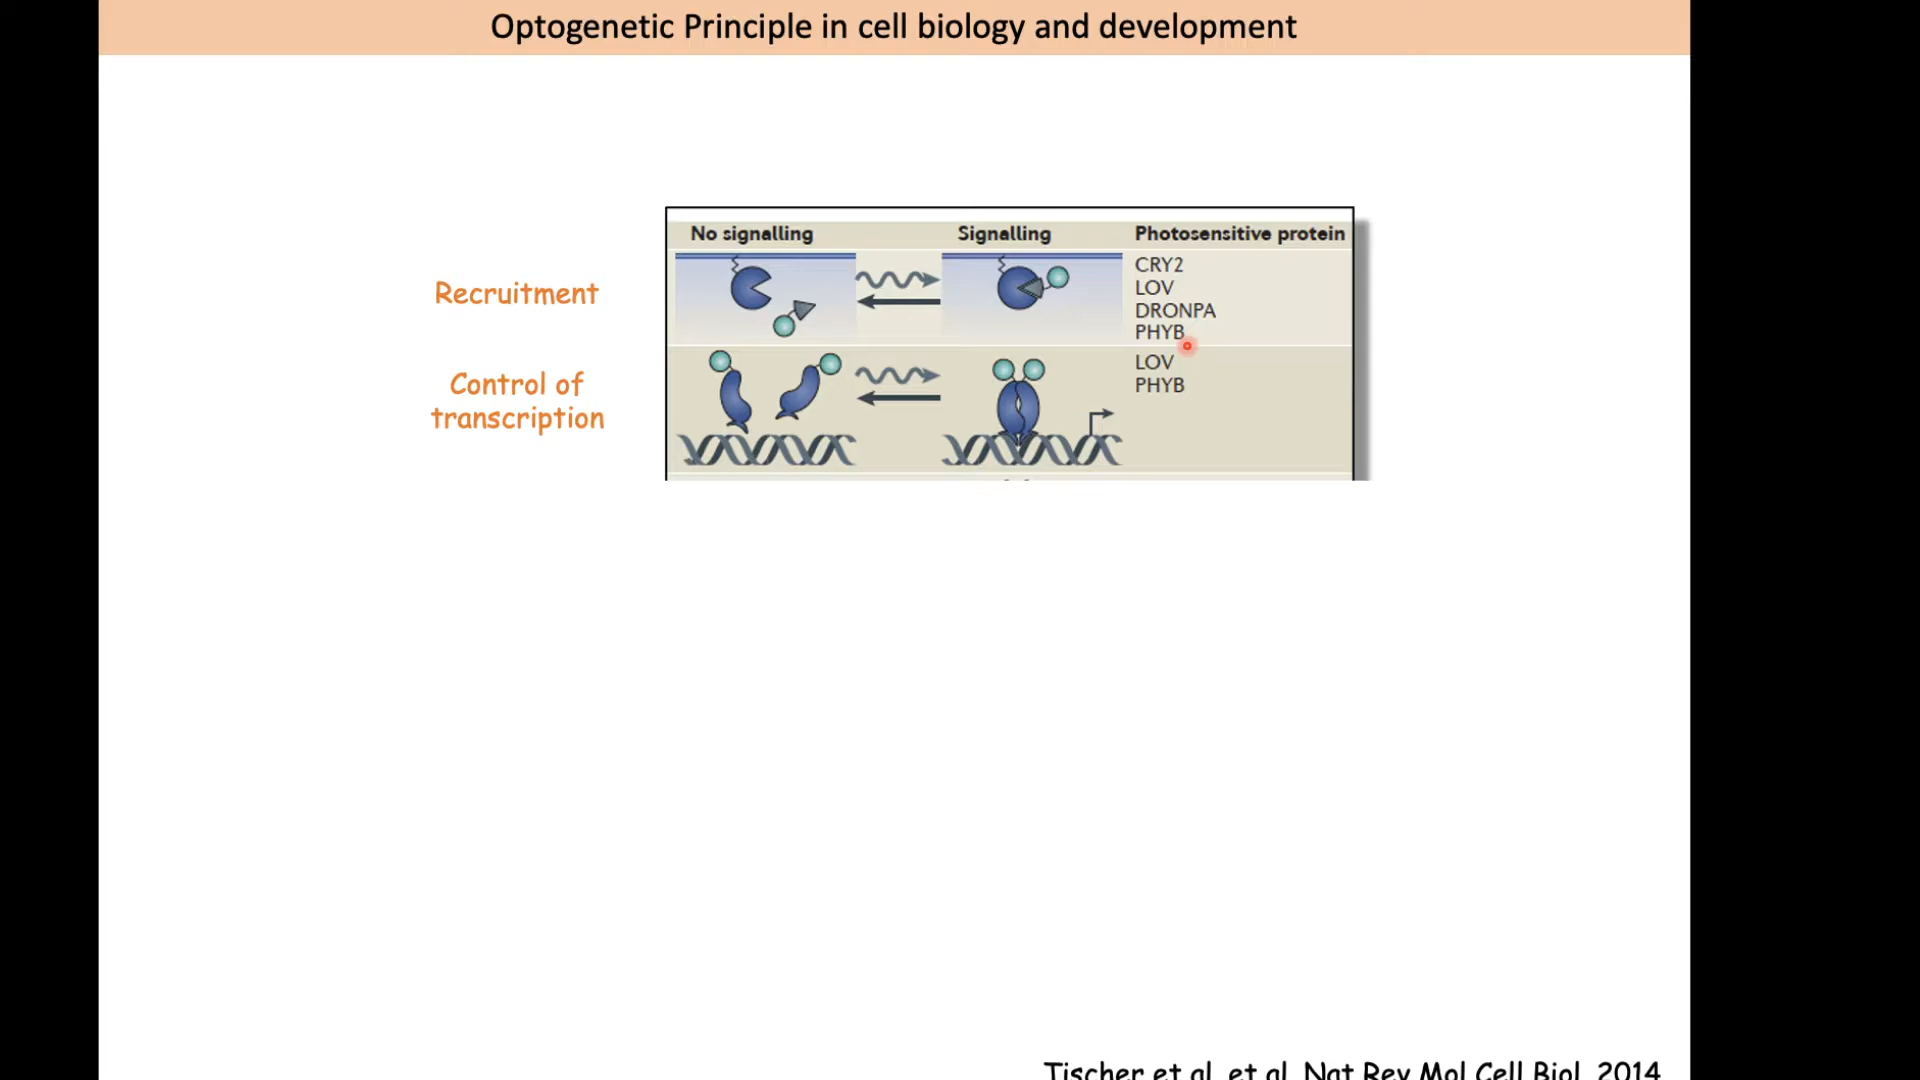 Optogenetic Principle in cell biology and development
No signalling
Signalling
Photosensitive protein
Recruitment
CRY2
LOV
DRONPA
PHYB
Control of
transcription
LOV
PHYB
Tischer et al. et al. Nat Rev Mol Cell Biol. 2014